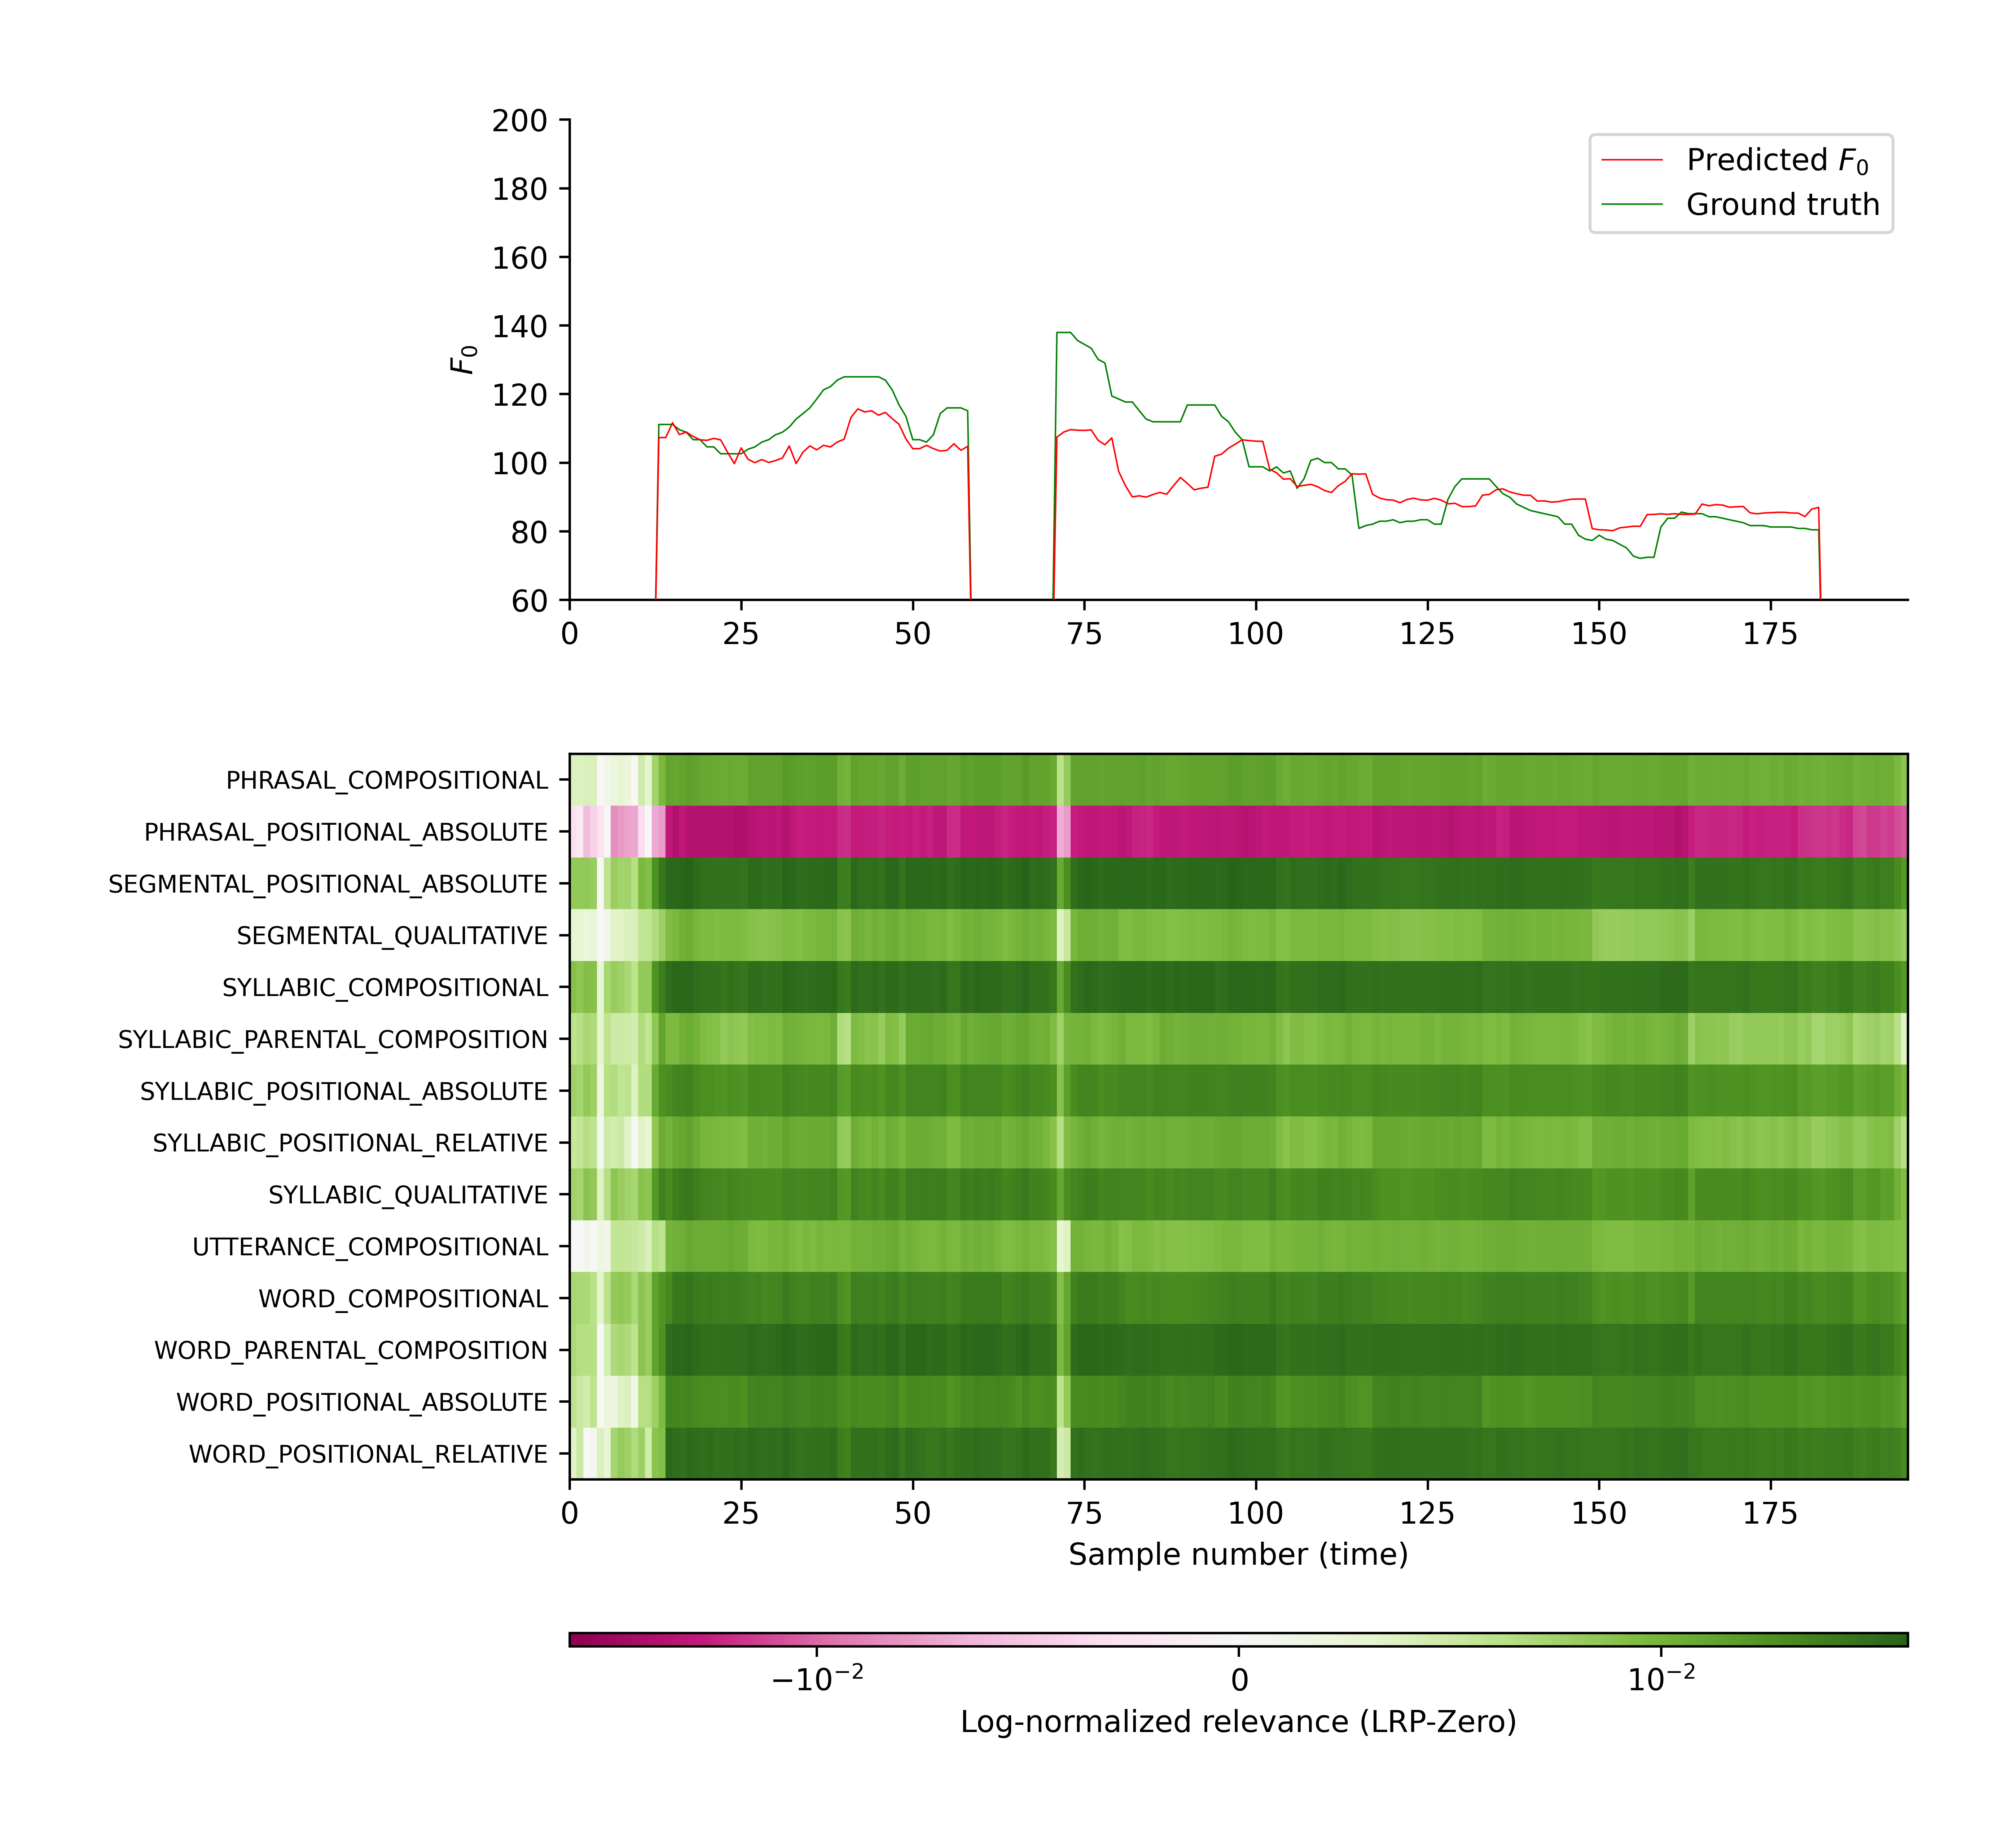 200
180
160
140
120
100
80
60
F₀
Predicted F₀
Ground truth
0 25 50 75 100 125 150 175
PHRASAL_COMPOSITIONAL
PHRASAL_POSITIONAL_ABSOLUTE
SEGMENTAL_POSITIONAL_ABSOLUTE
SEGMENTAL_QUALITATIVE
SYLLABIC_COMPOSITIONAL
SYLLABIC_PARENTAL_COMPOSITION
SYLLABIC_POSITIONAL_ABSOLUTE
SYLLABIC_POSITIONAL_RELATIVE
SYLLABIC_QUALITATIVE
UTTERANCE_COMPOSITIONAL
WORD_COMPOSITIONAL
WORD_PARENTAL_COMPOSITION
WORD_POSITIONAL_ABSOLUTE
WORD_POSITIONAL_RELATIVE
0 25 50 75 100 125 150 175
Sample number (time)
−10⁻² 0 10⁻²
Log-normalized relevance (LRP-Zero)